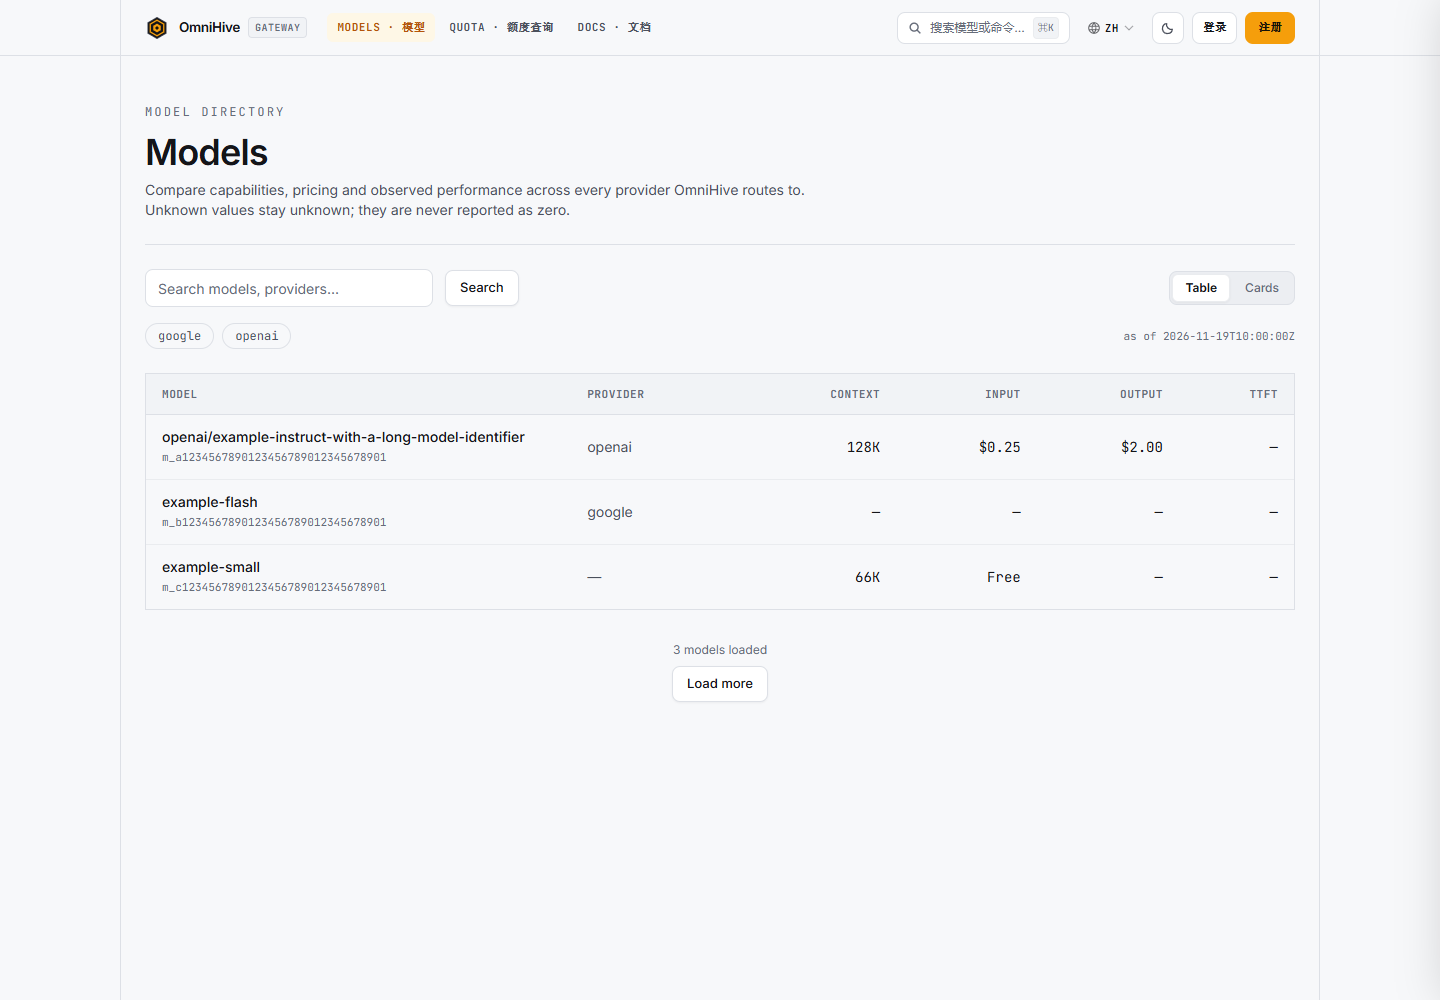 OmniHive GATEWAY MODELS · 模型 QUOTA · 额度查询 DOCS · 文档 搜索模型或命令... ⌘K ZH 登录 注册
MODEL DIRECTORY
Models
Compare capabilities, pricing and observed performance across every provider OmniHive routes to.
Unknown values stay unknown; they are never reported as zero.
Search models, providers... Search Table Cards
google openai as of 2026-11-19T10:00:00Z
MODEL PROVIDER CONTEXT INPUT OUTPUT TTFT
openai/example-instruct-with-a-long-model-identifier
m_a1234567890123456789012345678901
openai 128K $0.25 $2.00 —
example-flash
m_b1234567890123456789012345678901
google — — — —
example-small
m_c1234567890123456789012345678901
— 66K Free — —
3 models loaded
Load more